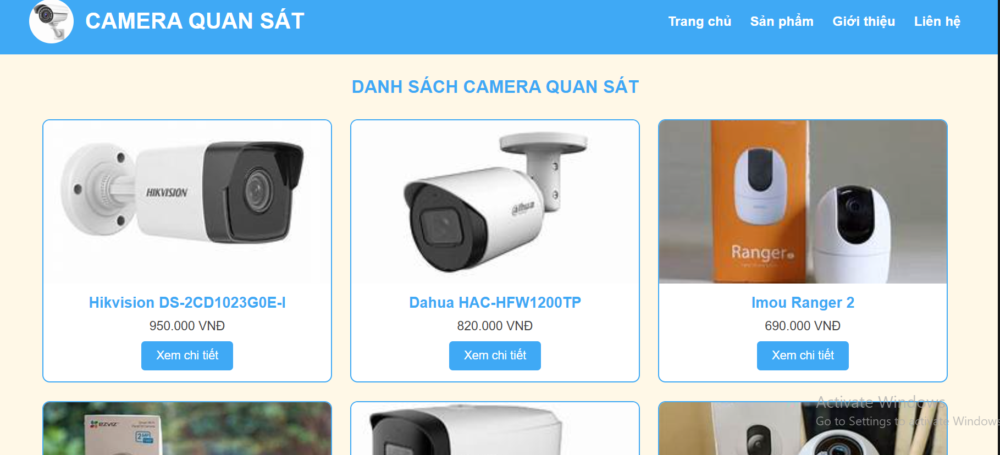 CAMERA QUAN SÁT
Trang chủ Sản phẩm Giới thiệu Liên hệ
DANH SÁCH CAMERA QUAN SÁT
HIKVISION
alhua
Ranger
Hikvision DS-2CD1023G0E-I
950.000 VNĐ
Xem chi tiết
Dahua HAC-HFW1200TP
820.000 VNĐ
Xem chi tiết
Imou Ranger 2
690.000 VNĐ
Xem chi tiết
ezviz
2MP
Activate Windows
Go to Settings to activate Windows